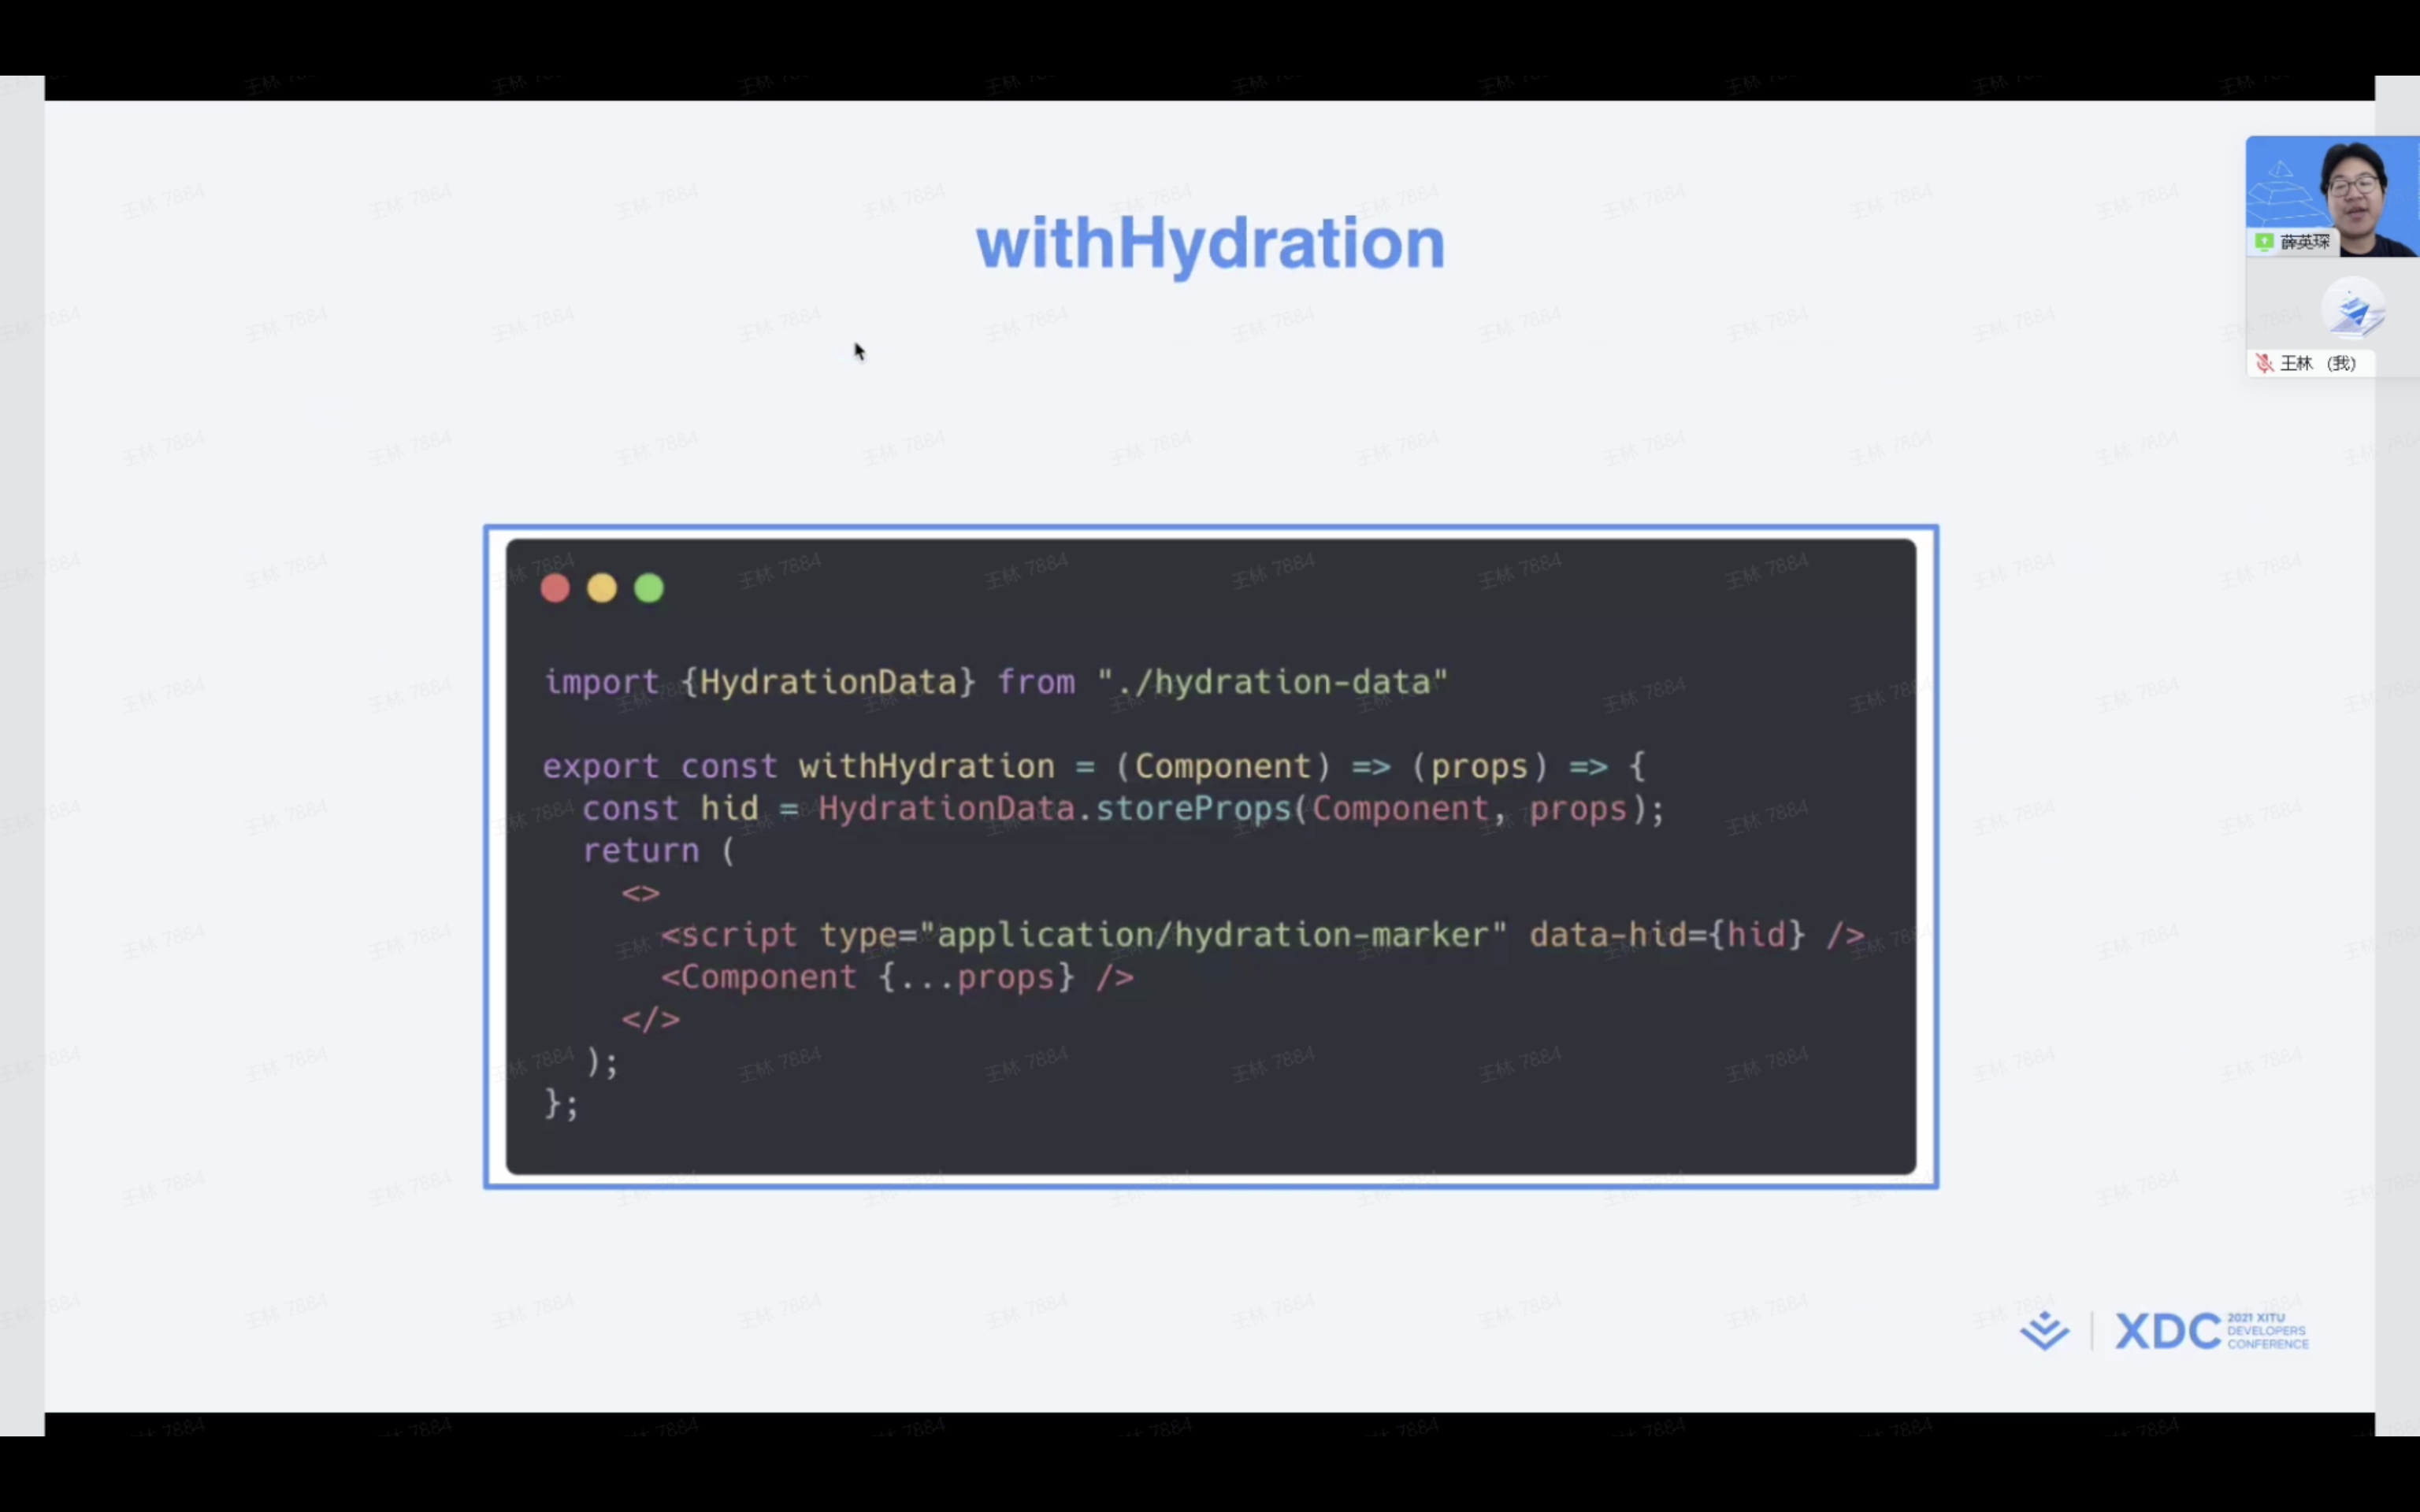 withHydration
薛英琛
王林 (我)
import {HydrationData} from "./hydration-data"
export const withHydration = (Component) => (props) => {
const hid = HydrationData.storeProps(Component, props);
return (
<>
<script type="application/hydration-marker" data-hid={hid} />
<Component {...props} />
</>
);
};
XDC
2021 XITU
DEVELOPERS
CONFERENCE
王林 7884